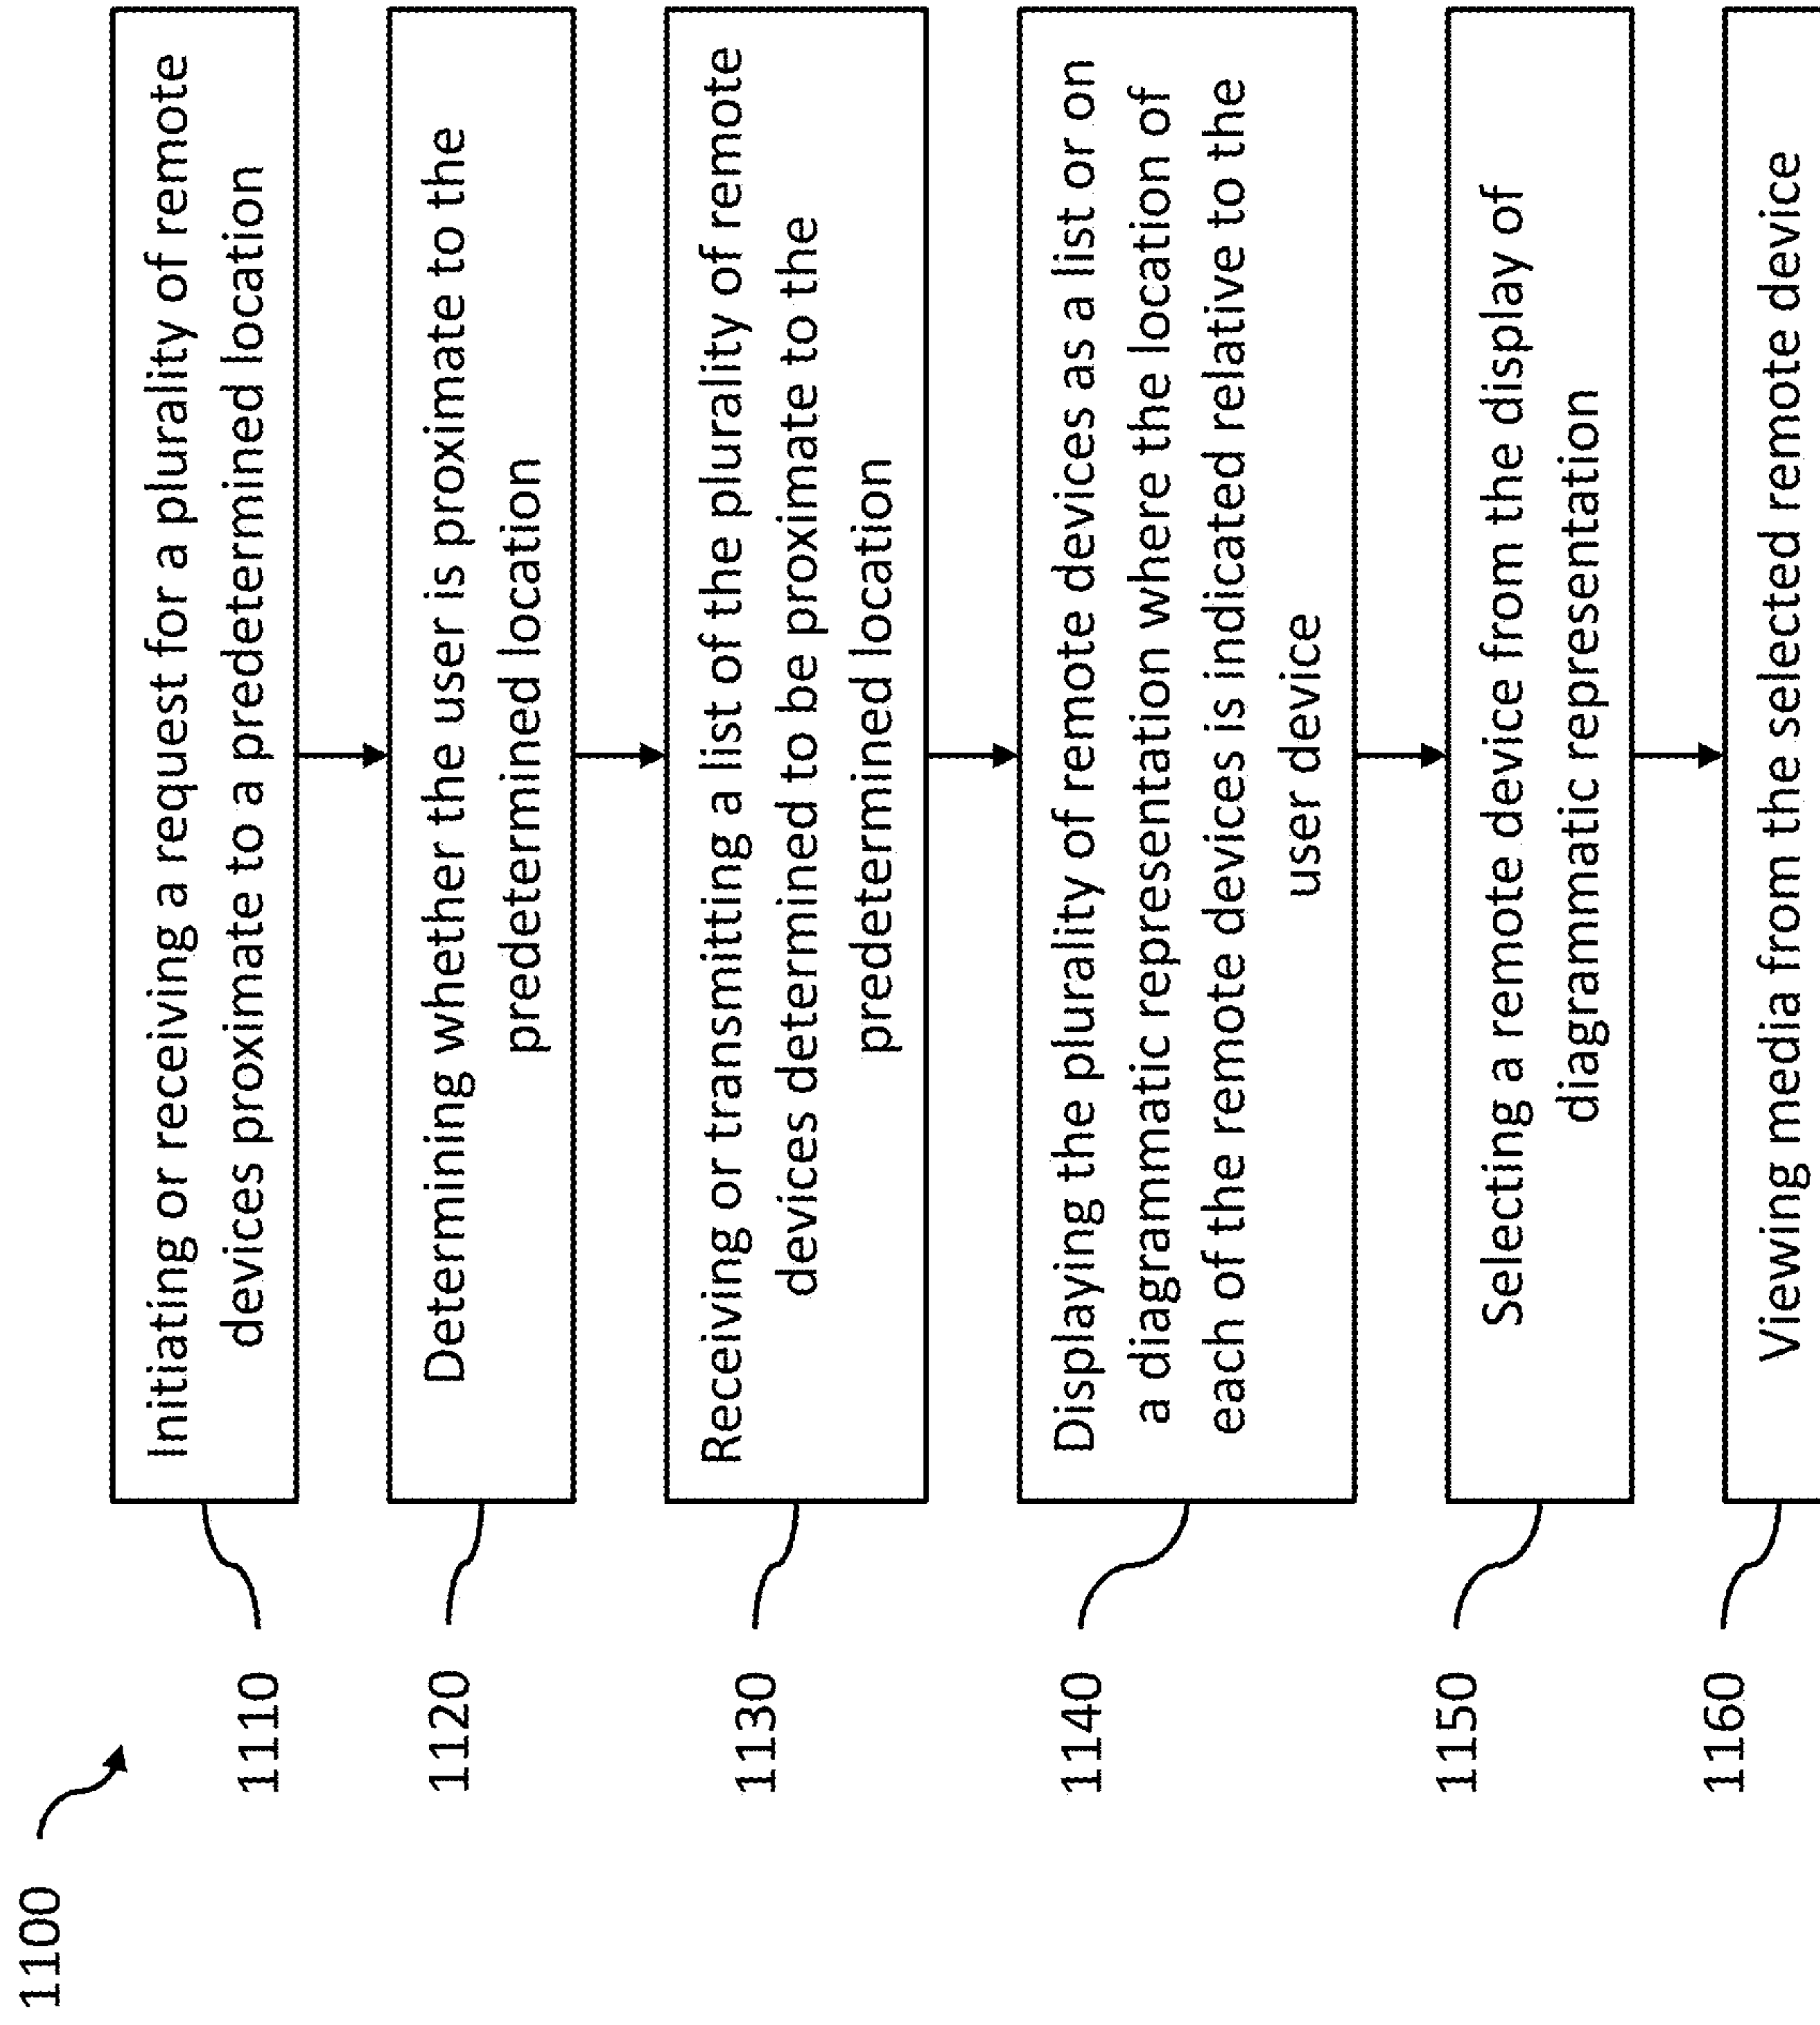 1100
1110
Initiating or receiving a request for a plurality of remote
devices proximate to a predetermined location
1120
Determining whether the user is proximate to the
predetermined location
1130
Receiving or transmitting a list of the plurality of remote
devices determined to be proximate to the
predetermined location
1140
Displaying the plurality of remote devices as a list or on
a diagrammatic representation where the location of
each of the remote devices is indicated relative to the
user device
1150
Selecting a remote device from the display of
diagrammatic representation
1160
Viewing media from the selected remote device